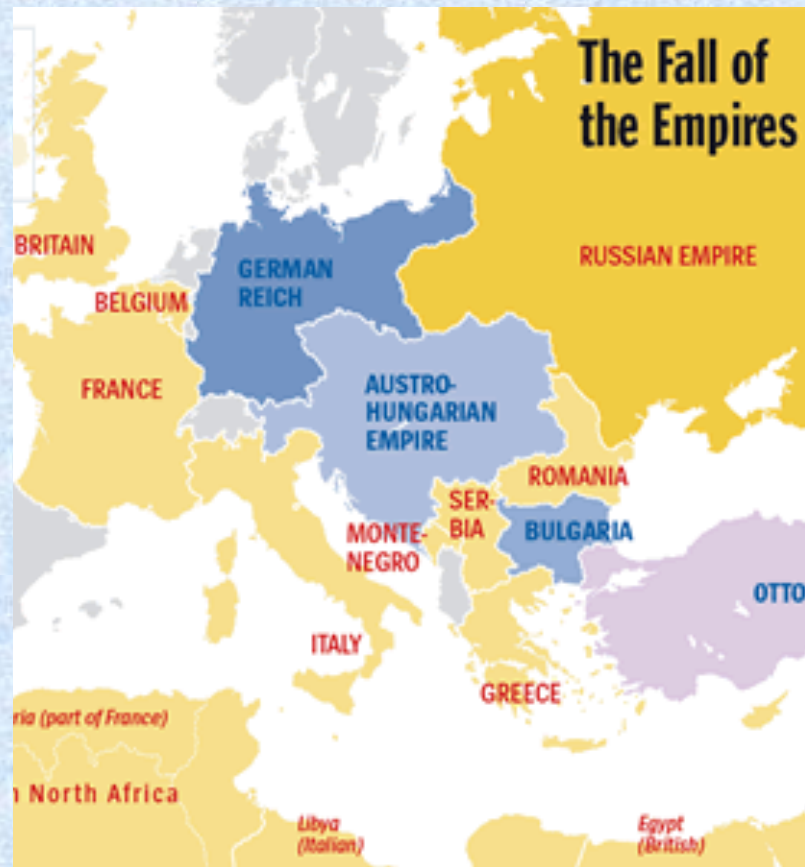 The Fall of
the Empires
BRITAIN
RUSSIAN EMPIRE
GERMAN
REICH
BELGIUM
FRANCE
AUSTRO-
HUNGARIAN
EMPIRE
ROMANIA
SER-
BIA
MONTE-
NEGRO
BULGARIA
OTTO
ITALY
GREECE
ria (part of France)
n North Africa
Libya
(Italian)
Egypt
(British)